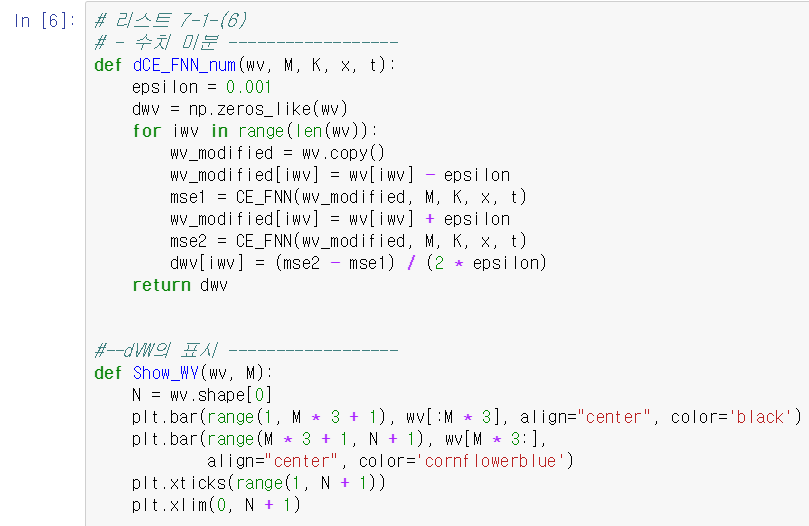 In [6]:
# 리스트 7-1-(6)
# - 수치 미분 ------------------
def dCE_FNN_num(wv, M, K, x, t):
    epsilon = 0.001
    dwv = np.zeros_like(wv)
    for iwv in range(len(wv)):
        wv_modified = wv.copy()
        wv_modified[iwv] = wv[iwv] - epsilon
        mse1 = CE_FNN(wv_modified, M, K, x, t)
        wv_modified[iwv] = wv[iwv] + epsilon
        mse2 = CE_FNN(wv_modified, M, K, x, t)
        dwv[iwv] = (mse2 - mse1) / (2 * epsilon)
    return dwv
#--dVW의 표시 ------------------
def Show_WV(wv, M):
    N = wv.shape[0]
    plt.bar(range(1, M * 3 + 1), wv[:M * 3], align="center", color='black')
    plt.bar(range(M * 3 + 1, N + 1), wv[M * 3:],
            align="center", color='cornflowerblue')
    plt.xticks(range(1, N + 1))
    plt.xlim(0, N + 1)